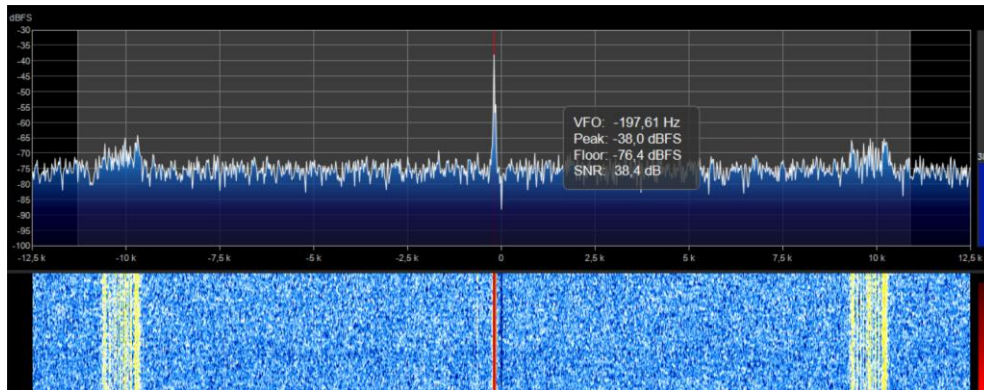 dBFS
-30
-35
-40
-45
-50
-55
-60
-65
-70
-75
-80
-85
-90
-95
-100
VFO: -197,61 Hz
Peak: -38,0 dBFS
Floor: -76,4 dBFS
SNR: 38,4 dB
-12,5 k -10 k -7,5 k -5 k -2,5 k 0 2,5 k 5 k 7,5 k 10 k 12,5 k